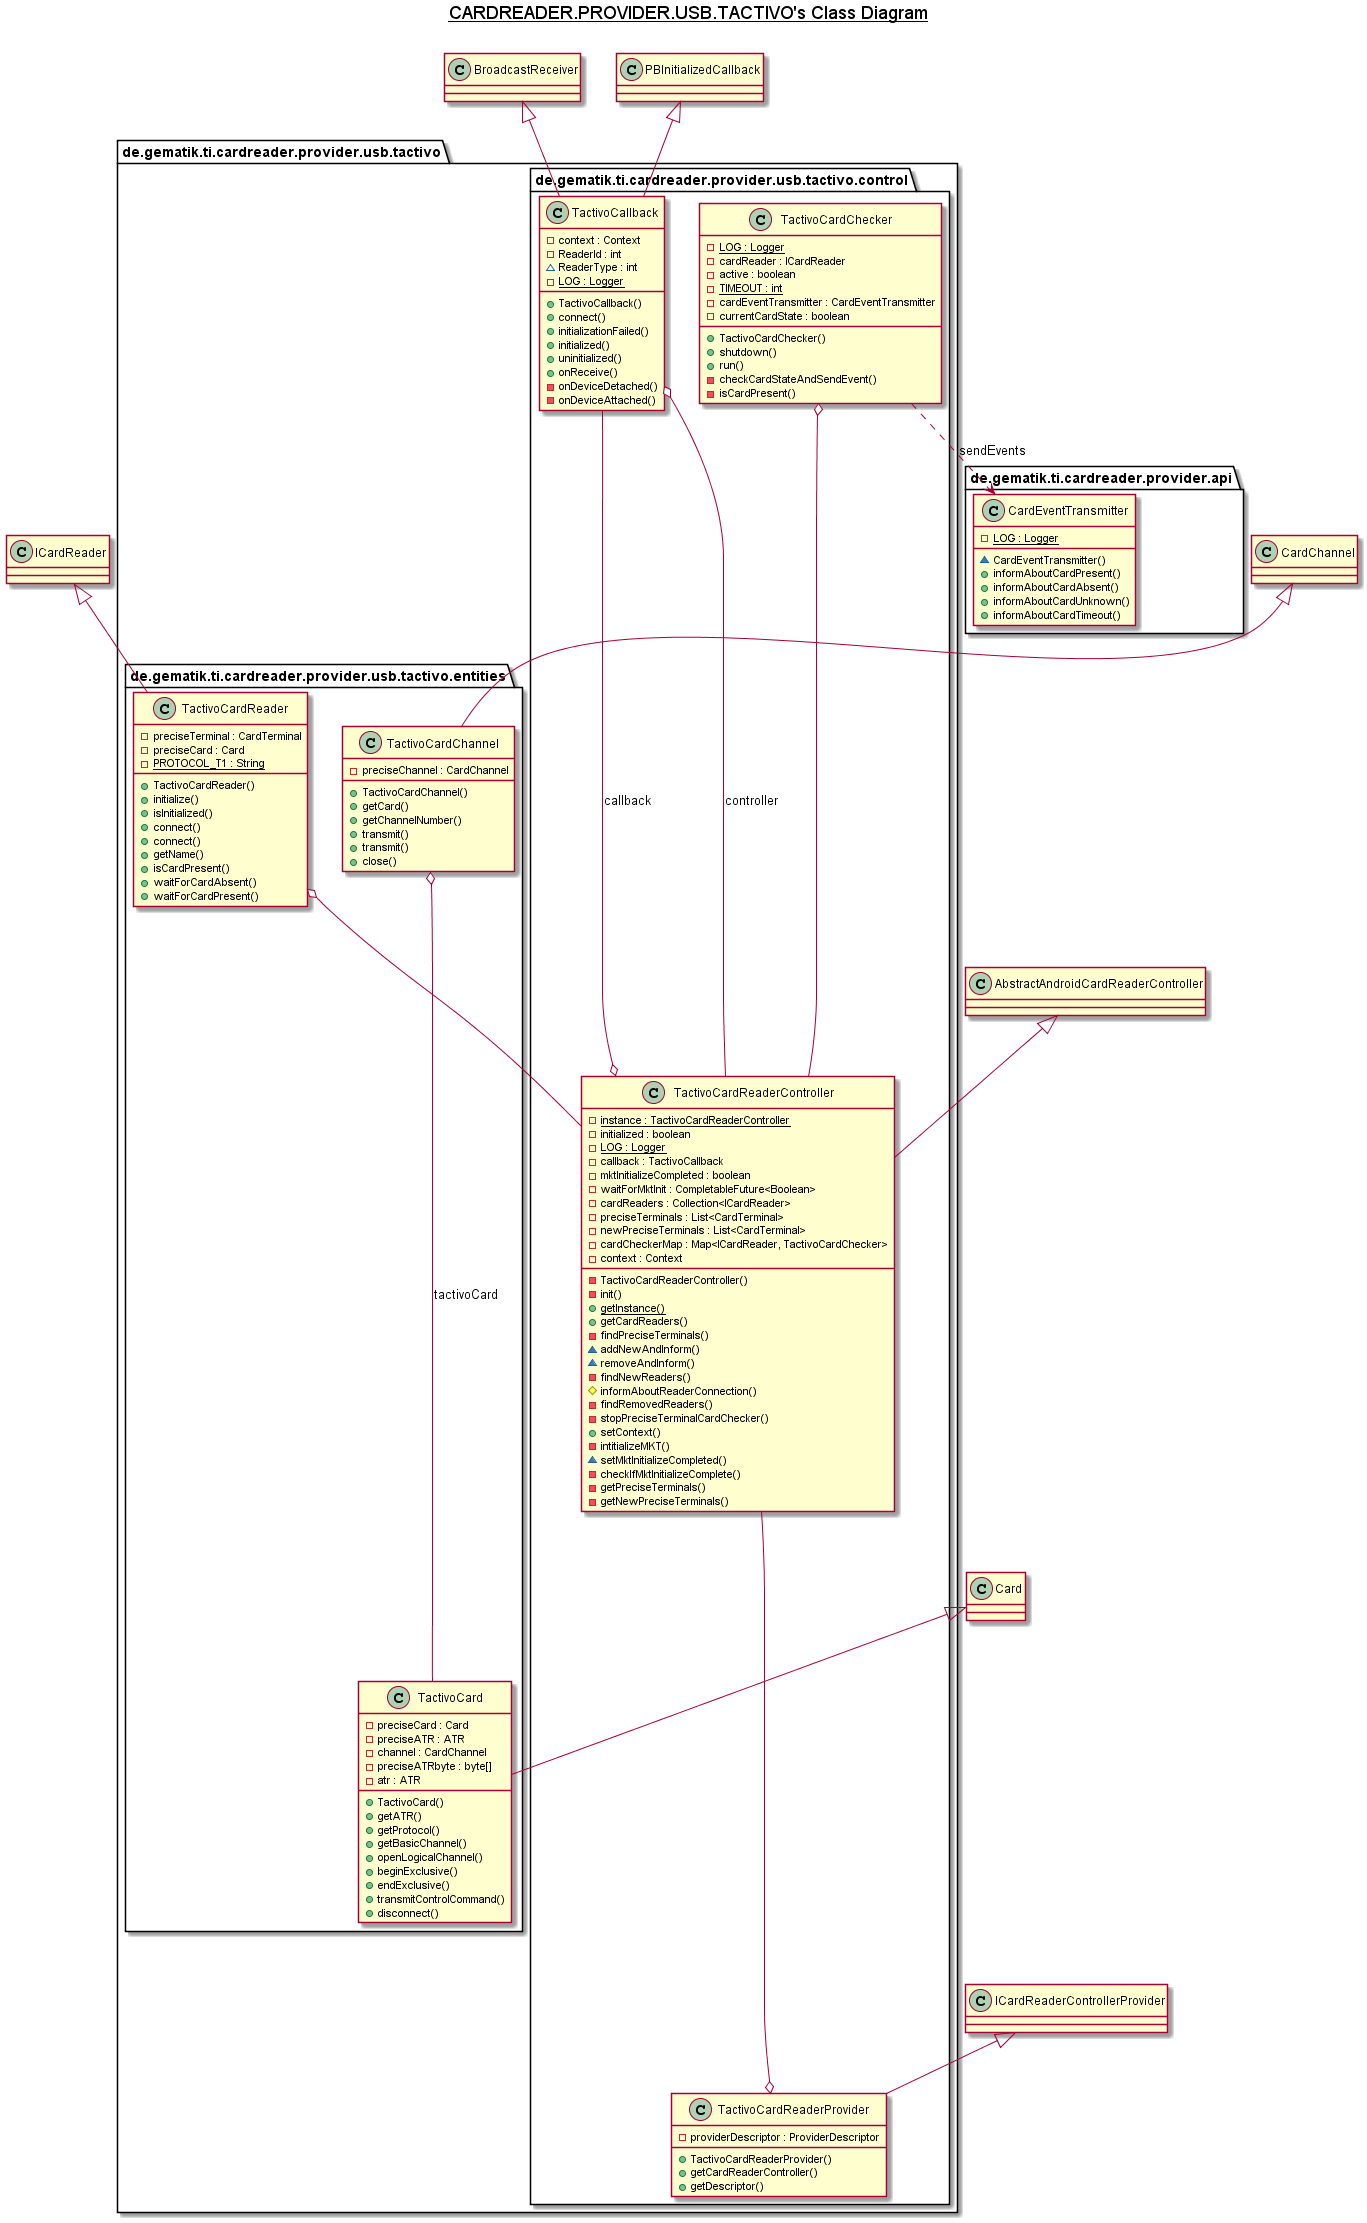 CARDREADER.PROVIDER.USB.TACTIVO's Class Diagram
C BroadcastReceiver
C PBInitializedCallback
de.gematik.ti.cardreader.provider.usb.tactivo
de.gematik.ti.cardreader.provider.usb.tactivo.control
C TactivoCallback
context : Context
ReaderId : int
ReaderType : int
LOG : Logger
TactivoCallback()
connect()
initializationFailed()
initialized()
uninitialized()
onReceive()
onDeviceDetached()
onDeviceAttached()
C TactivoCardChecker
LOG : Logger
cardReader : ICardReader
active : boolean
TIMEOUT : int
cardEventTransmitter : CardEventTransmitter
currentCardState : boolean
TactivoCardChecker()
shutdown()
run()
checkCardStateAndSendEvent()
isCardPresent()
sendEvents
de.gematik.ti.cardreader.provider.api
C CardEventTransmitter
LOG : Logger
CardEventTransmitter()
informAboutCardPresent()
informAboutCardAbsent()
informAboutCardUnknown()
informAboutCardTimeout()
C ICardReader
C CardChannel
de.gematik.ti.cardreader.provider.usb.tactivo.entities
C TactivoCardReader
preciseTerminal : CardTerminal
preciseCard : Card
PROTOCOL_T1 : String
TactivoCardReader()
initialize()
isInitialized()
connect()
connect()
getName()
isCardPresent()
waitForCardAbsent()
waitForCardPresent()
C TactivoCardChannel
preciseChannel : CardChannel
TactivoCardChannel()
getCard()
getChannelNumber()
transmit()
transmit()
close()
callback
controller
C AbstractAndroidCardReaderController
C TactivoCardReaderController
instance : TactivoCardReaderController
initialized : boolean
LOG : Logger
callback : TactivoCallback
mktInitializeCompleted : boolean
waitForMktInit : CompletableFuture<Boolean>
cardReaders : Collection<ICardReader>
preciseTerminals : List<CardTerminal>
newPreciseTerminals : List<CardTerminal>
cardCheckerMap : Map<ICardReader, TactivoCardChecker>
context : Context
TactivoCardReaderController()
init()
getInstance()
getCardReaders()
findPreciseTerminals()
addNewAndInform()
removeAndInform()
findNewReaders()
informAboutReaderConnection()
findRemovedReaders()
stopPreciseTerminalCardChecker()
setContext()
intitializeMKT()
setMktInitializeCompleted()
checkIfMktInitializeComplete()
getPreciseTerminals()
getNewPreciseTerminals()
tactivoCard
C Card
C TactivoCard
preciseCard : Card
preciseATR : ATR
channel : CardChannel
preciseATRbyte : byte[]
atr : ATR
TactivoCard()
getATR()
getProtocol()
getBasicChannel()
openLogicalChannel()
beginExclusive()
endExclusive()
transmitControlCommand()
disconnect()
C ICardReaderControllerProvider
C TactivoCardReaderProvider
providerDescriptor : ProviderDescriptor
TactivoCardReaderProvider()
getCardReaderController()
getDescriptor()